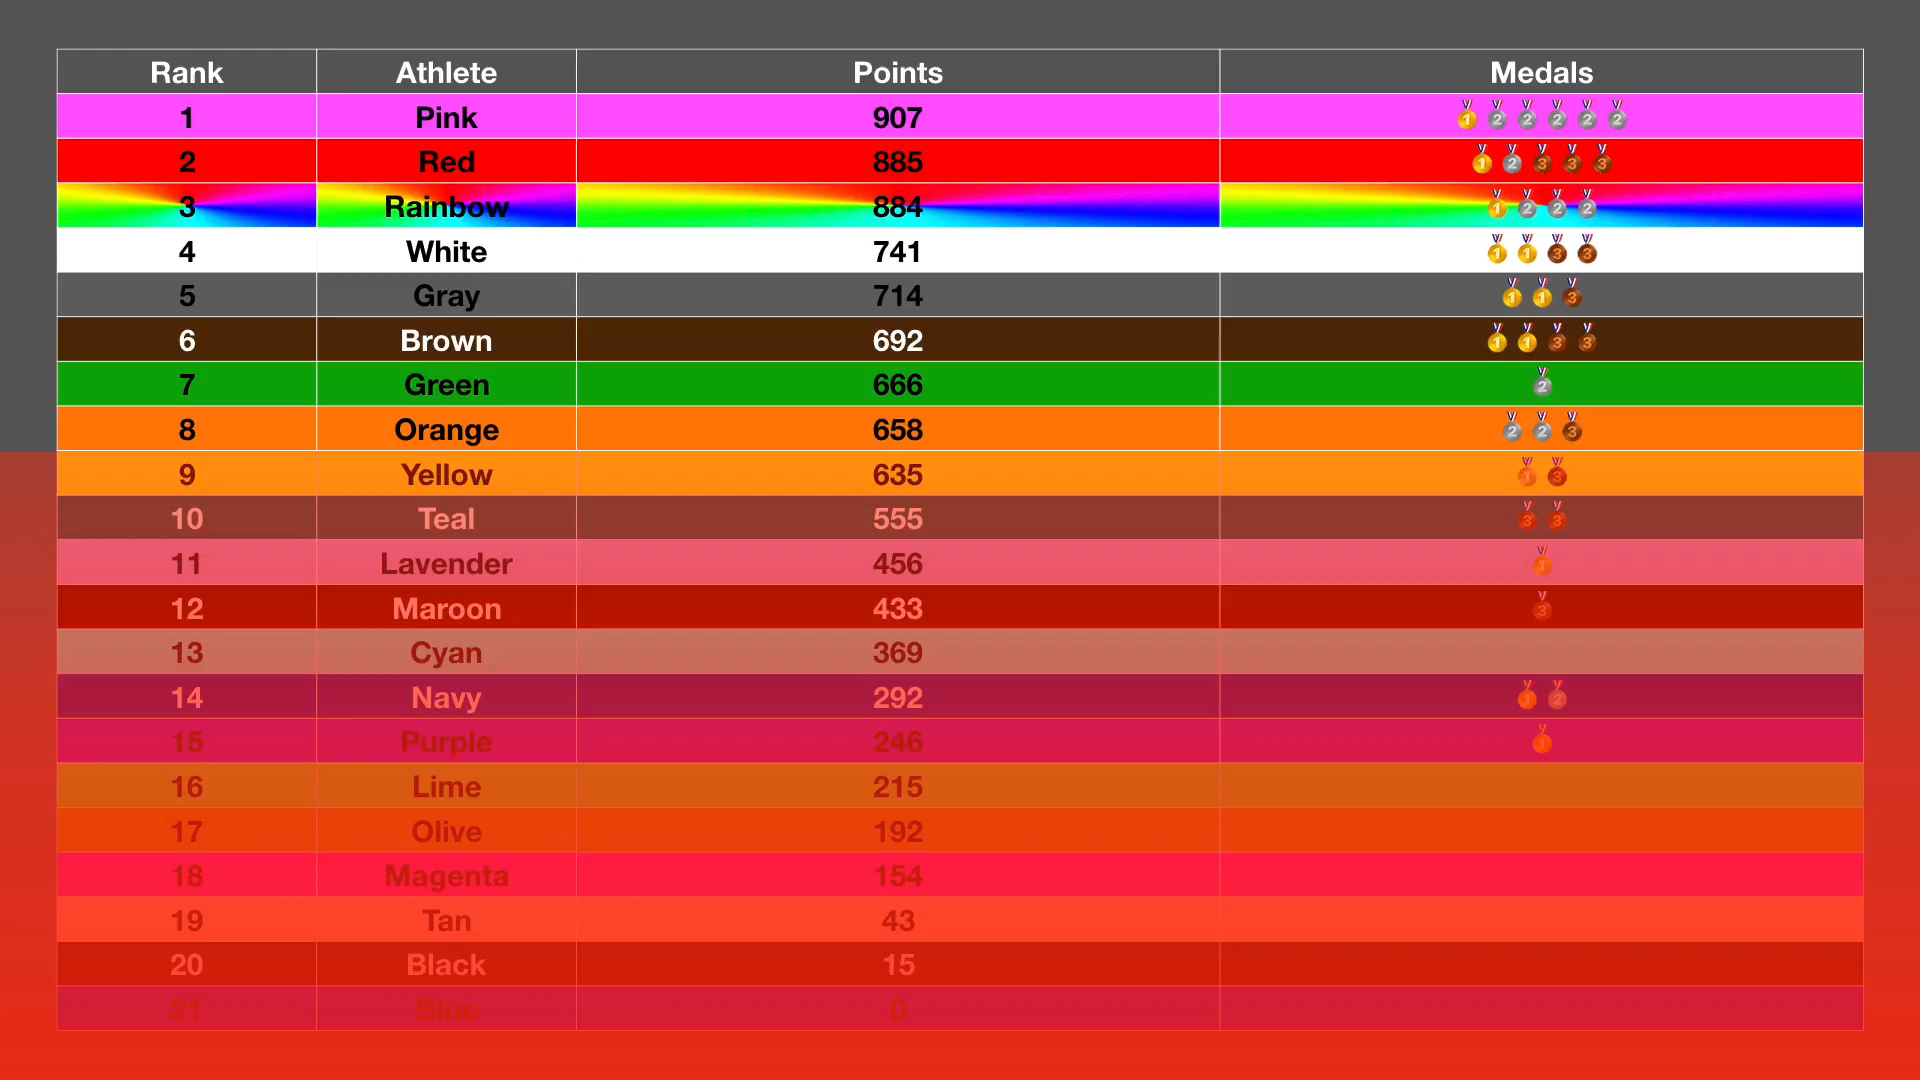 Rank Athlete Points Medals
1 Pink 907 🥇🥈🥈🥈🥈🥈
2 Red 885 🥇🥈🥉🥉🥉
3 Rainbow 884 🥇🥈🥈🥈
4 White 741 🥇🥇🥉🥉
5 Gray 714 🥇🥇🥉
6 Brown 692 🥇🥇🥉🥉
7 Green 666 🥈
8 Orange 658 🥈🥈🥉
9 Yellow 635 🥇🥉
10 Teal 555 🥉🥉
11 Lavender 456 🥇
12 Maroon 433 🥉
13 Cyan 369
14 Navy 292 🥇🥈
15 Purple 246 🥇
16 Lime 215
17 Olive 192
18 Magenta 154
19 Tan 43
20 Black 15
21 Blue 0